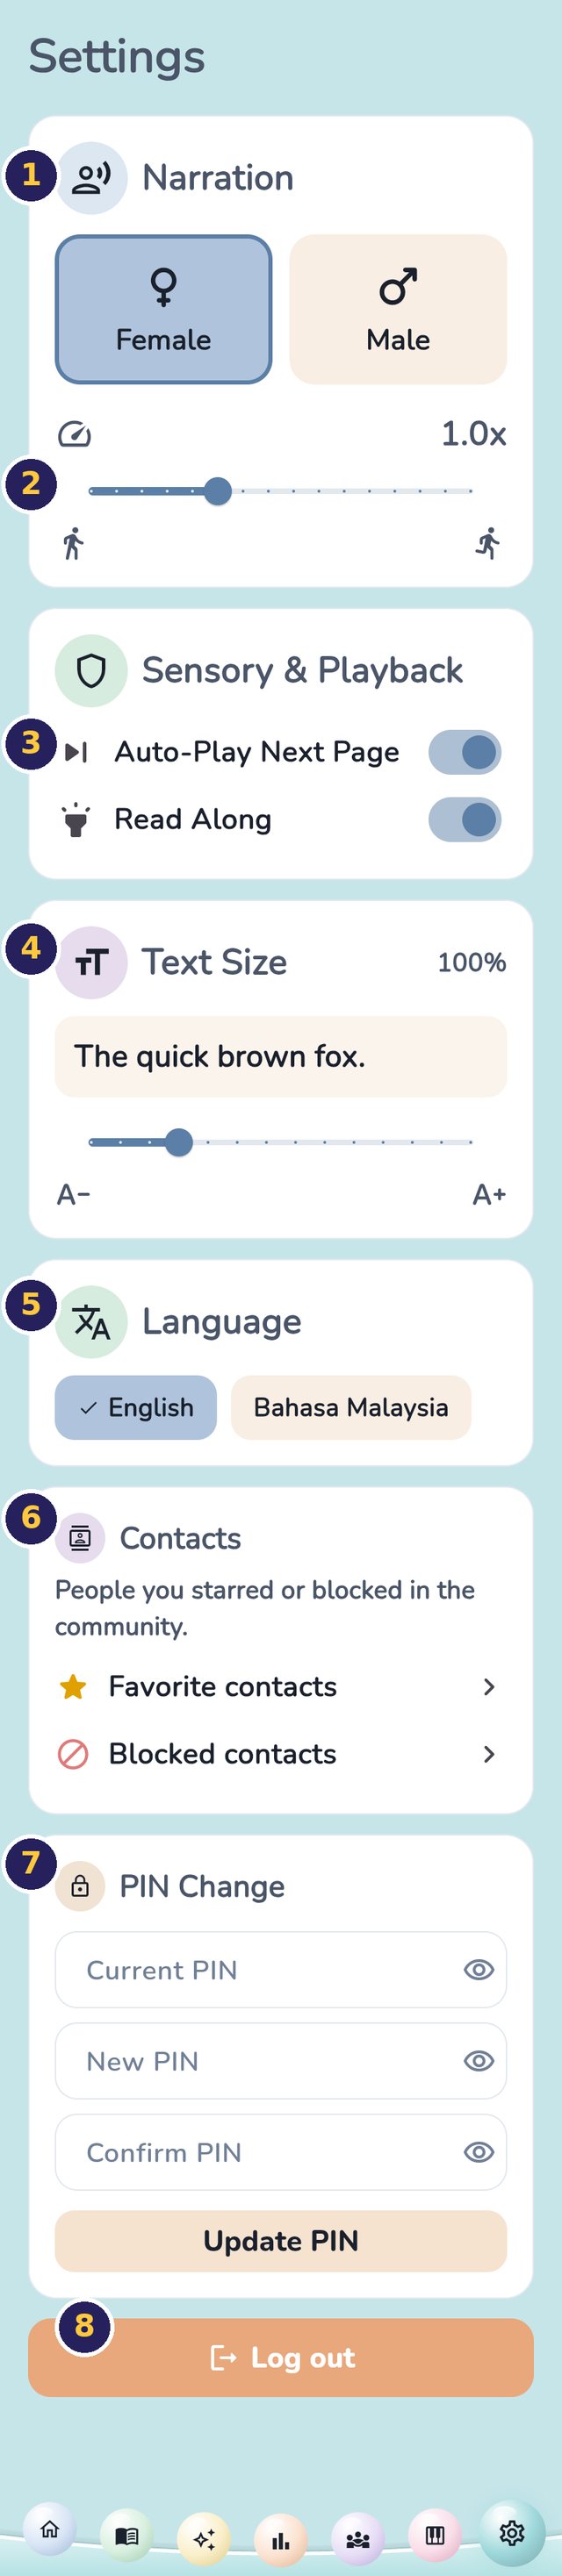 Settings
1
Narration
Female
Male
1.0x
2
Sensory & Playback
3
Auto-Play Next Page
Read Along
4
Text Size
100%
The quick brown fox.
A−
A+
5
Language
English
Bahasa Malaysia
6
Contacts
People you starred or blocked in the
community.
Favorite contacts
Blocked contacts
7
PIN Change
Current PIN
New PIN
Confirm PIN
Update PIN
8
Log out